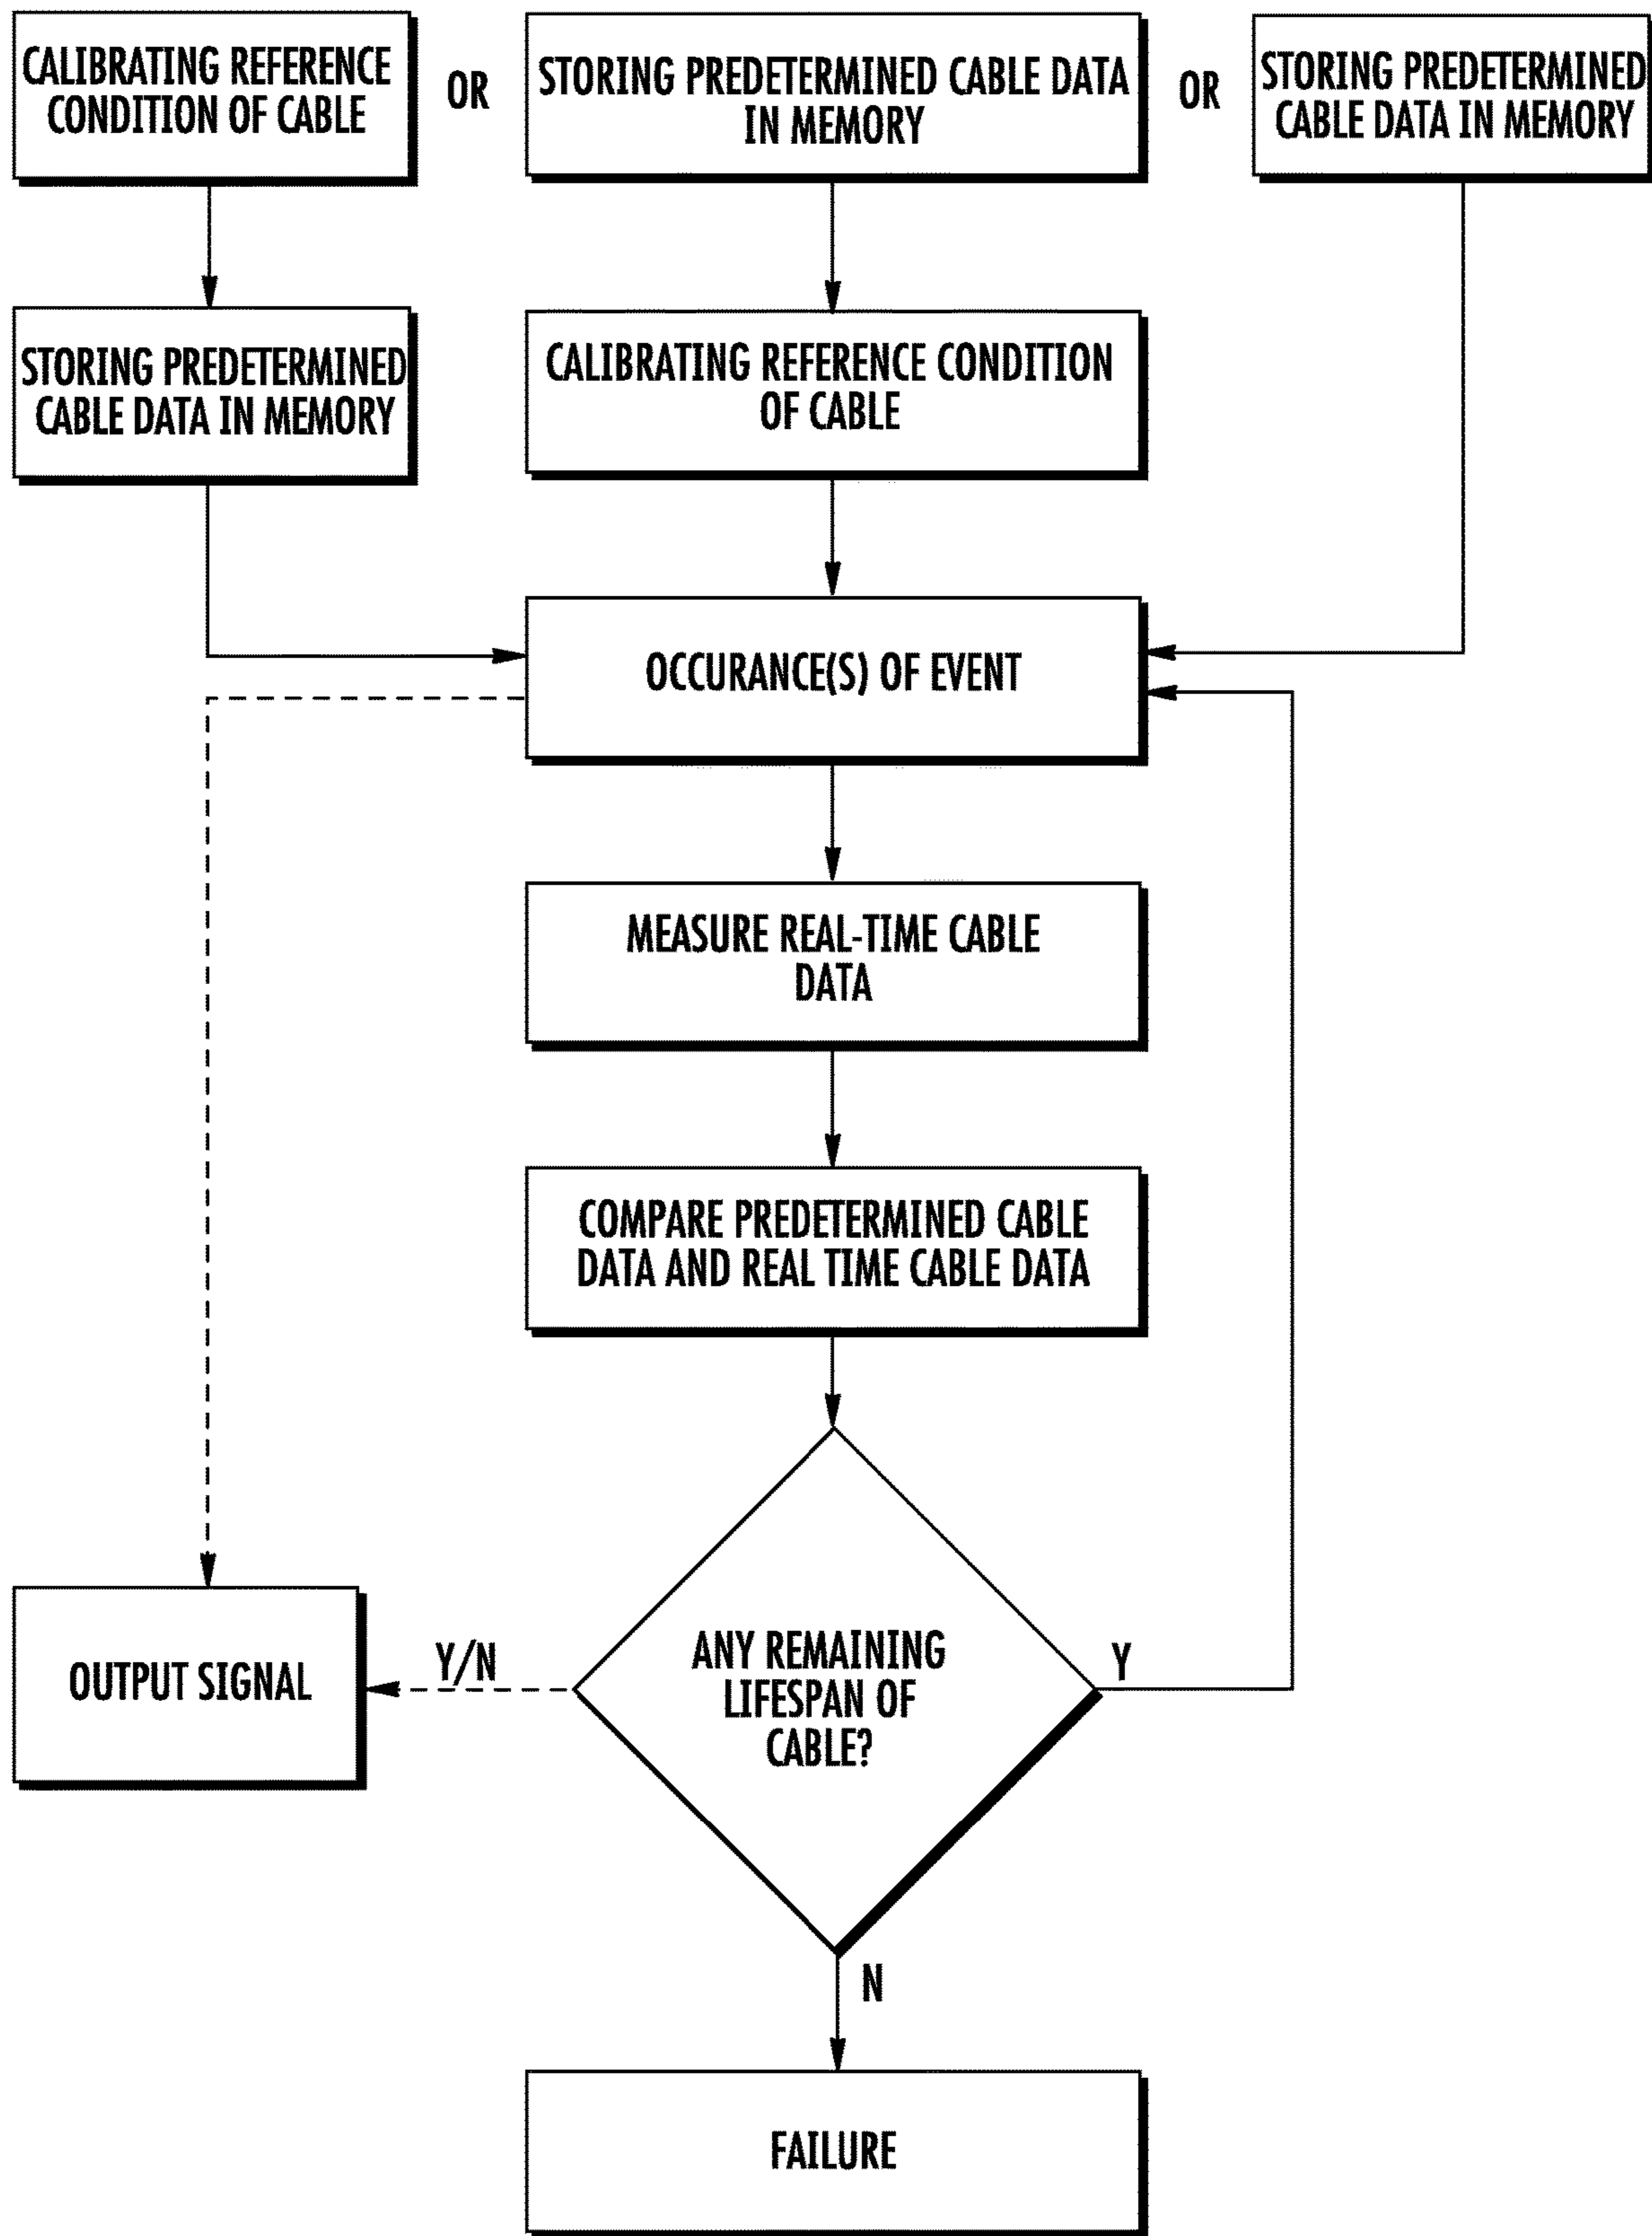 CALIBRATING REFERENCE
CONDITION OF CABLE
OR
STORING PREDETERMINED CABLE DATA
IN MEMORY
OR
STORING PREDETERMINED
CABLE DATA IN MEMORY
STORING PREDETERMINED
CABLE DATA IN MEMORY
CALIBRATING REFERENCE CONDITION
OF CABLE
OCCURANCE(S) OF EVENT
MEASURE REAL-TIME CABLE
DATA
COMPARE PREDETERMINED CABLE
DATA AND REAL TIME CABLE DATA
OUTPUT SIGNAL
Y/N
ANY REMAINING
LIFESPAN OF
CABLE?
Y
N
FAILURE